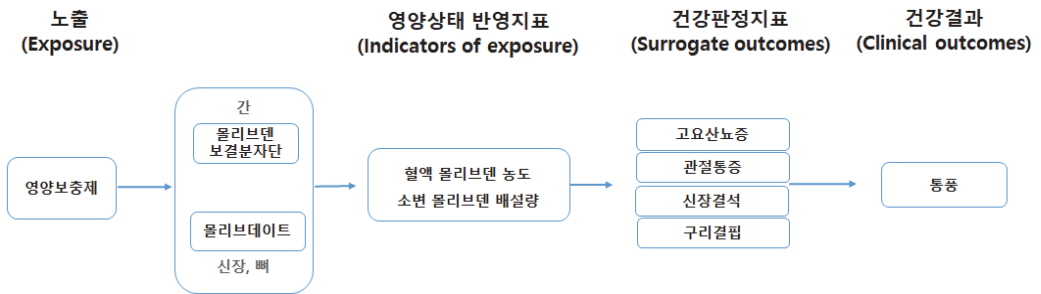 노출
(Exposure)
영양상태 반영지표
(Indicators of exposure)
건강판정지표
(Surrogate outcomes)
건강결과
(Clinical outcomes)
영양보충제
간
몰리브덴
보결분자단
몰리브데이트
신장, 뼈
혈액 몰리브덴 농도
소변 몰리브덴 배설량
고요산뇨증
관절통증
신장결석
구리결핍
통풍